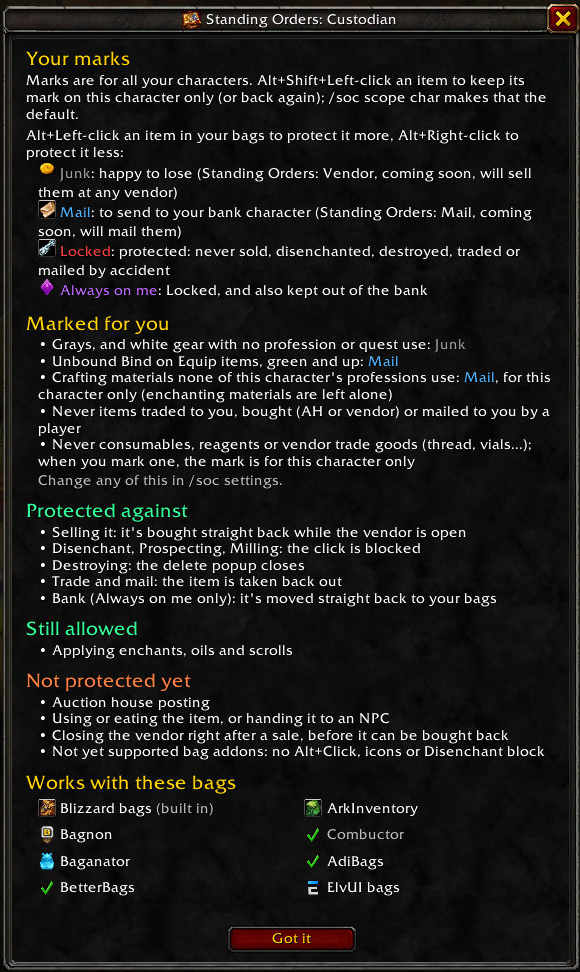 Standing Orders: Custodian
Your marks
Marks are for all your characters. Alt+Shift+Left-click an item to keep its
mark on this character only (or back again); /soc scope char makes that the
default.
Alt+Left-click an item in your bags to protect it more, Alt+Right-click to
protect it less:
Junk: happy to lose (Standing Orders: Vendor, coming soon, will sell
them at any vendor)
Mail: to send to your bank character (Standing Orders: Mail, coming
soon, will mail them)
Locked: protected: never sold, disenchanted, destroyed, traded or
mailed by accident
Always on me: Locked, and also kept out of the bank
Marked for you
• Grays, and white gear with no profession or quest use: Junk
• Unbound Bind on Equip items, green and up: Mail
• Crafting materials none of this character's professions use: Mail, for this
character only (enchanting materials are left alone)
• Never items traded to you, bought (AH or vendor) or mailed to you by a
player
• Never consumables, reagents or vendor trade goods (thread, vials...);
when you mark one, the mark is for this character only
Change any of this in /soc settings.
Protected against
• Selling it: it's bought straight back while the vendor is open
• Disenchant, Prospecting, Milling: the click is blocked
• Destroying: the delete popup closes
• Trade and mail: the item is taken back out
• Bank (Always on me only): it's moved straight back to your bags
Still allowed
• Applying enchants, oils and scrolls
Not protected yet
• Auction house posting
• Using or eating the item, or handing it to an NPC
• Closing the vendor right after a sale, before it can be bought back
• Not yet supported bag addons: no Alt+Click, icons or Disenchant block
Works with these bags
Blizzard bags (built in) ArkInventory
Bagnon Combuctor
Baganator AdiBags
BetterBags ElvUI bags
Got it